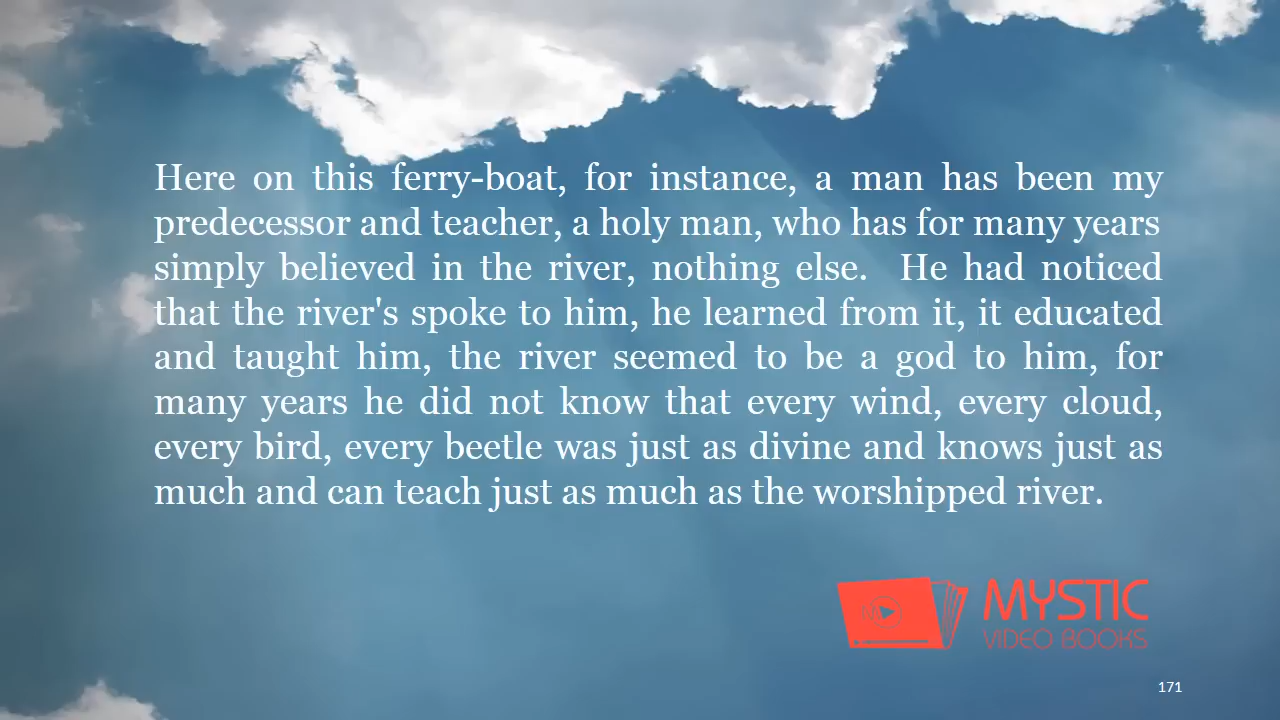 Here on this ferry-boat, for instance, a man has been my
predecessor and teacher, a holy man, who has for many years
simply believed in the river, nothing else.  He had noticed
that the river's spoke to him, he learned from it, it educated
and taught him, the river seemed to be a god to him, for
many years he did not know that every wind, every cloud,
every bird, every beetle was just as divine and knows just as
much and can teach just as much as the worshipped river.
MYSTIC
VIDEO BOOKS
171